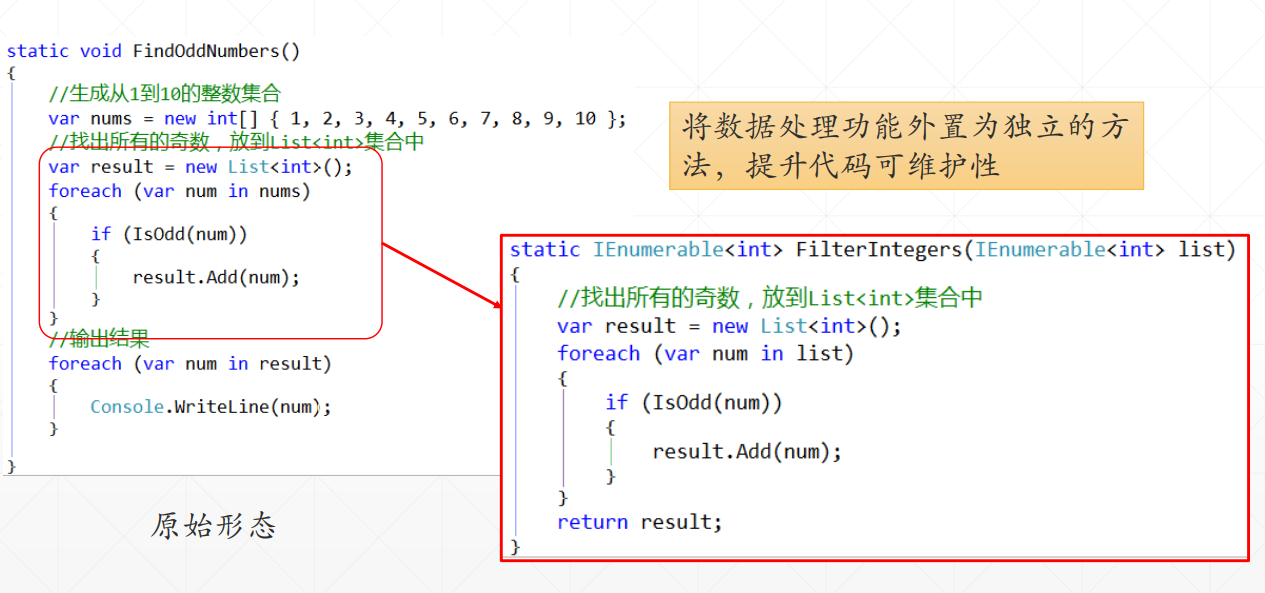 static void FindOddNumbers()
{
//生成从1到10的整数集合
var nums = new int[] { 1, 2, 3, 4, 5, 6, 7, 8, 9, 10 };
//找出所有的奇数，放到List<int>集合中
var result = new List<int>();
foreach (var num in nums)
{
if (IsOdd(num))
{
result.Add(num);
}
}
//输出结果
foreach (var num in result)
{
Console.WriteLine(num);
}
}
原始形态
将数据处理功能外置为独立的方
法，提升代码可维护性
static IEnumerable<int> FilterIntegers(IEnumerable<int> list)
{
//找出所有的奇数，放到List<int>集合中
var result = new List<int>();
foreach (var num in list)
{
if (IsOdd(num))
{
result.Add(num);
}
}
return result;
}